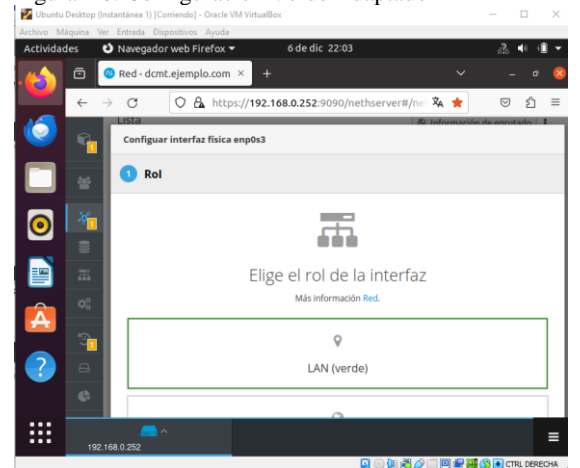 Ubuntu Desktop (Instantánea 1) [Corriendo] - Oracle VM VirtualBox
Archivo Máquina Ver Entrada Dispositivos Ayuda
Actividades Navegador web Firefox 6 de dic 22:03
Red - dcmt.ejemplo.com
https://192.168.0.252:9090/nethserver#/ne
Lista Información de enrutado
Configuar interfaz física enp0s3
1 Rol
Elige el rol de la interfaz
Más información Red.
LAN (verde)
192.168.0.252
CTRL DERECHA